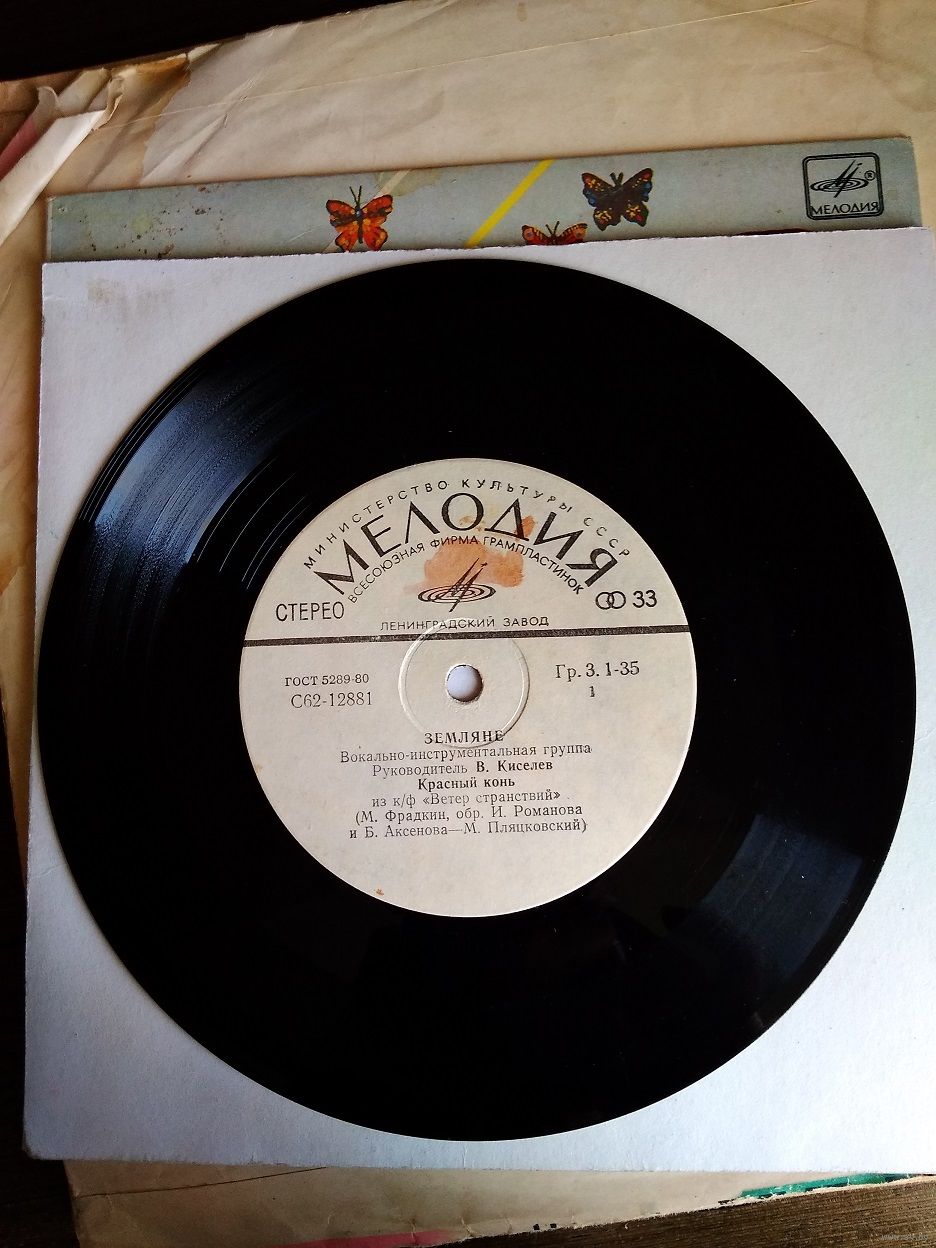 МЕЛОДИЯ
МИНИСТЕРСТВО КУЛЬТУРЫ СССР
МЕЛОДИЯ
ВСЕСОЮЗНАЯ ФИРМА ГРАМПЛАСТИНОК
СТЕРЕО
33
ЛЕНИНГРАДСКИЙ ЗАВОД
ГОСТ 5289-80
Гр. 3. 1-35
С62-12881
1
ЗЕМЛЯНЕ
Вокально-инструментальная группа
Руководитель В. Киселев
Красный конь
из к/ф «Ветер странствий»
(М. Фрадкин, обр. И. Романова
и Б. Аксенова—М. Пляцковский)